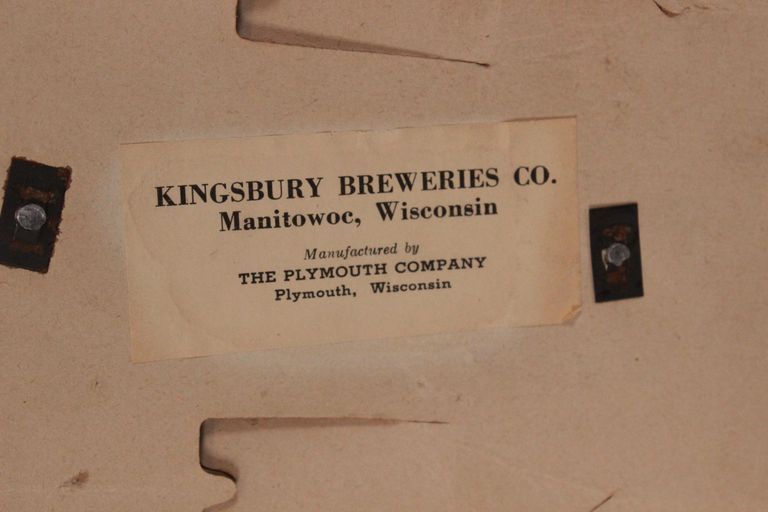 KINGSBURY BREWERIES CO.
Manitowoc, Wisconsin
Manufactured by
THE PLYMOUTH COMPANY
Plymouth, Wisconsin